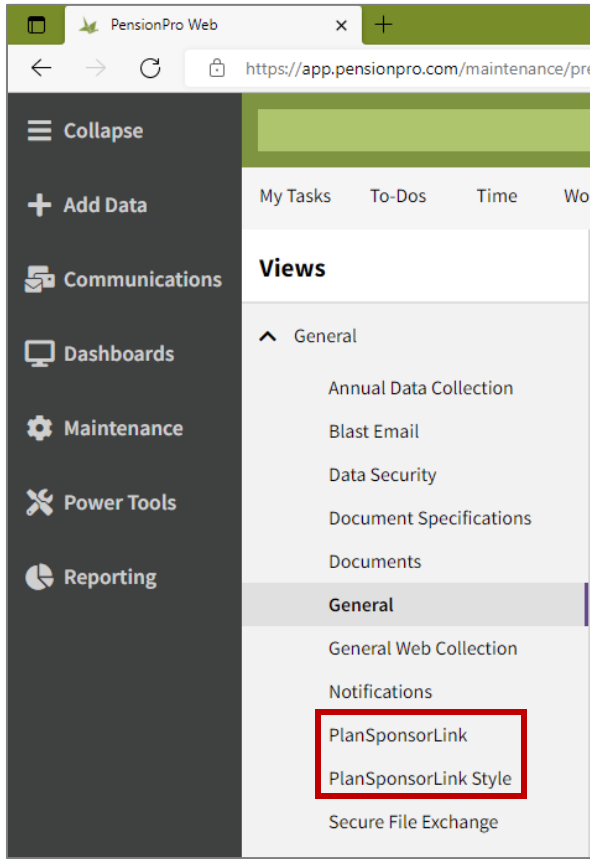 PensionPro Web
https://app.pensionpro.com/maintenance/pre
Collapse
Add Data
Communications
Dashboards
Maintenance
Power Tools
Reporting
My Tasks To-Dos Time Wo
Views
General
Annual Data Collection
Blast Email
Data Security
Document Specifications
Documents
General
General Web Collection
Notifications
PlanSponsorLink
PlanSponsorLink Style
Secure File Exchange